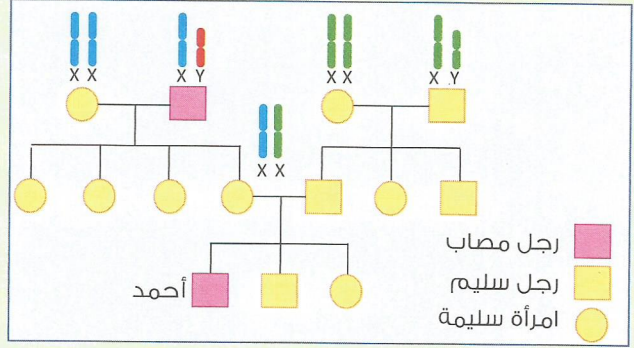 X X
X Y
X X
X Y
X X
رجل مصاب
رجل سليم
أحمد
امرأة سليمة